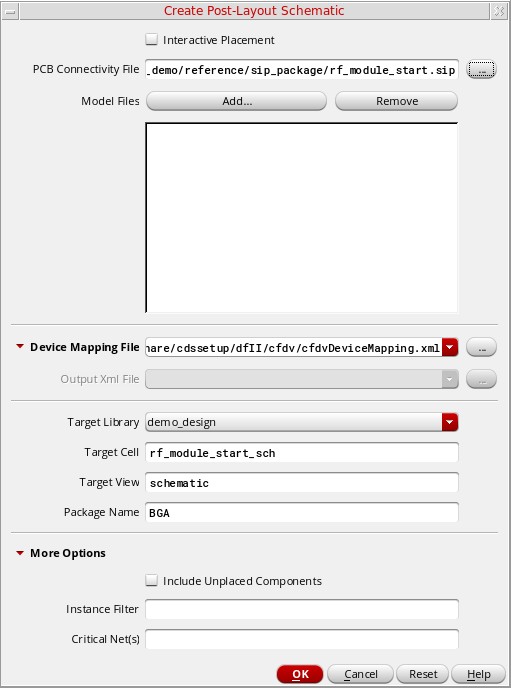 Create Post-Layout Schematic
Interactive Placement
PCB Connectivity File _demo/reference/sip_package/rf_module_start.sip ...
Model Files Add... Remove
Device Mapping File hare/cdssetup/dfII/cfdv/cfdvDeviceMapping.xml ...
Output Xml File ...
Target Library demo_design
Target Cell rf_module_start_sch
Target View schematic
Package Name BGA
More Options
Include Unplaced Components
Instance Filter
Critical Net(s)
OK Cancel Reset Help